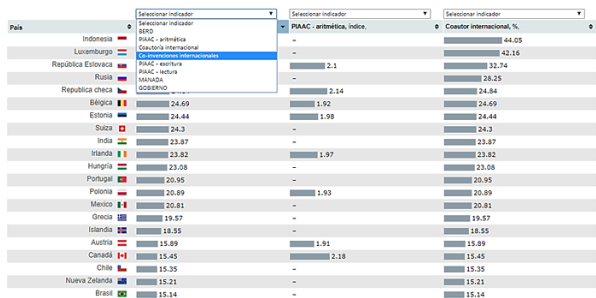 Seleccionar indicador Seleccionar indicador Seleccionar indicador
Seleccionar indicador
BERD
PIAAC - aritmética
Coautoría internacional
Co-invenciones internacionales
PIAAC - escritura
PIAAC - lectura
MANADA
GOBIERNO
País PIAAC - aritmética, índice, Coautor internacional, %,
Indonesia – 44.05
Luxemburgo – 42.16
República Eslovaca 2.1 32.74
Rusia – 28.25
Republica checa 2.14 24.84
Bélgica 24.69 1.92 24.69
Estonia 24.44 1.98 24.44
Suiza 24.3 – 24.3
India 23.87 – 23.87
Irlanda 23.82 1.97 23.82
Hungría 23.08 – 23.08
Portugal 20.95 – 20.95
Polonia 20.89 1.93 20.89
Mexico 20.81 – 20.81
Grecia 19.57 – 19.57
Islandia 18.55 – 18.55
Austria 15.89 1.91 15.89
Canadá 15.45 2.18 15.45
Chile 15.35 – 15.35
Nueva Zelanda 15.21 – 15.21
Brasil 15.14 – 15.14